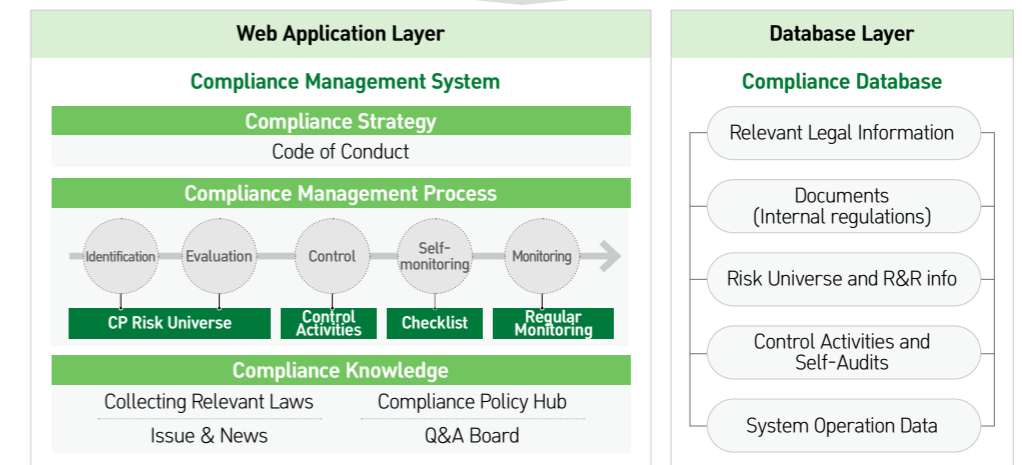 Web Application Layer
Compliance Management System
Compliance Strategy
Code of Conduct
Compliance Management Process
Identification
Evaluation
Control
Self-
monitoring
Monitoring
CP Risk Universe
Control
Activities
Checklist
Regular
Monitoring
Compliance Knowledge
Collecting Relevant Laws
Compliance Policy Hub
Issue & News
Q&A Board
Database Layer
Compliance Database
Relevant Legal Information
Documents
(Internal regulations)
Risk Universe and R&R info
Control Activities and
Self-Audits
System Operation Data